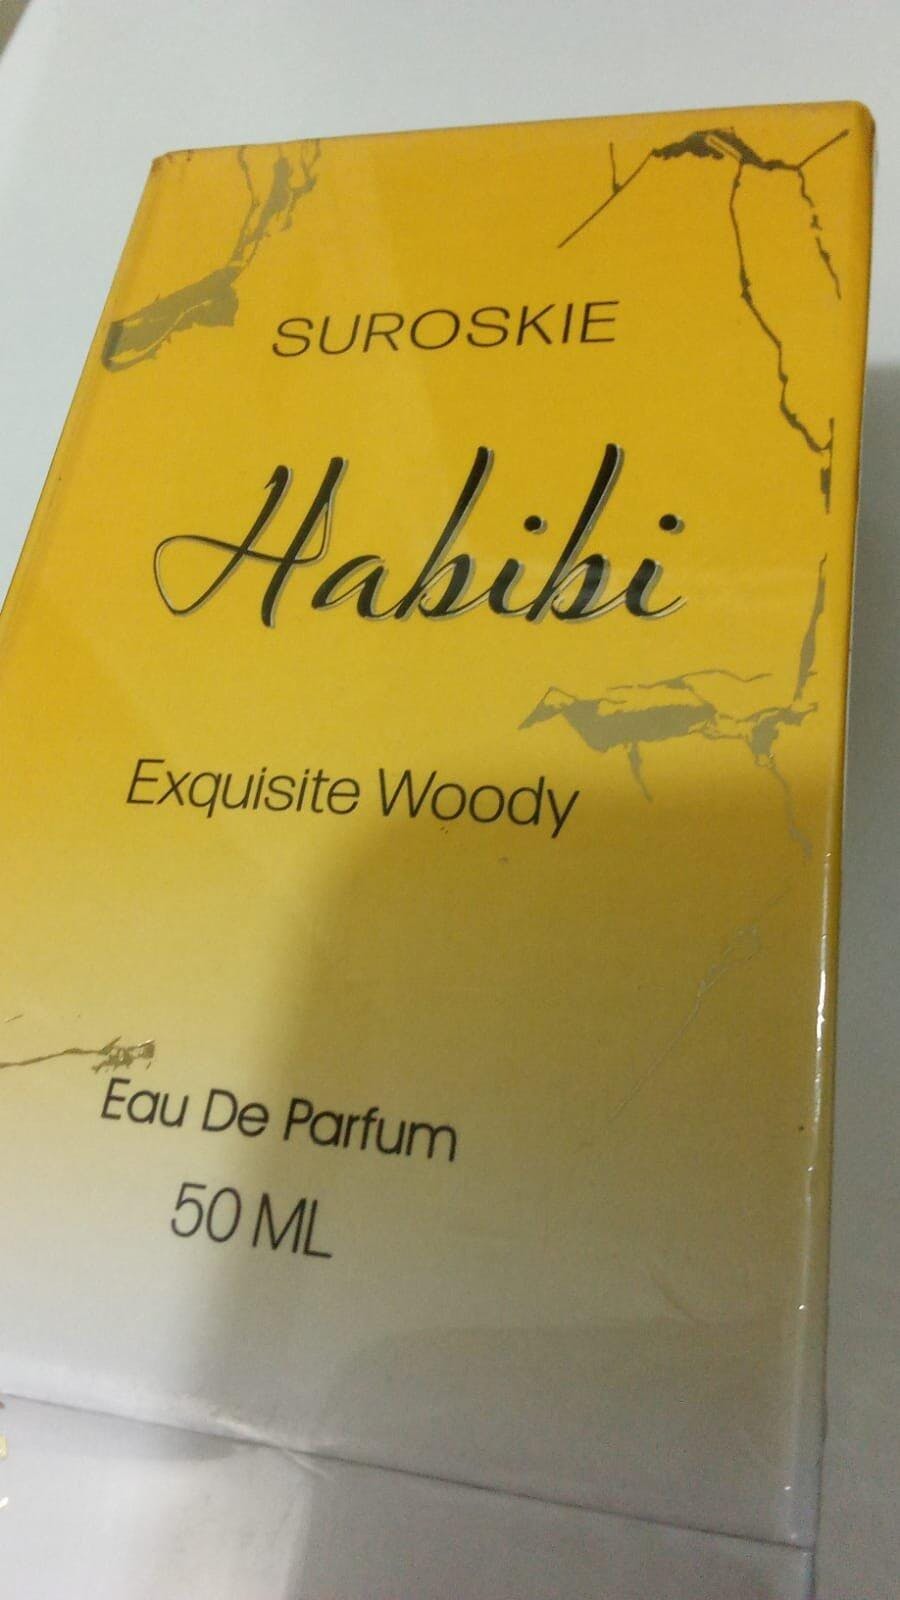 SUROSKIE
Habibi
Exquisite Woody
Eau De Parfum
50 ML